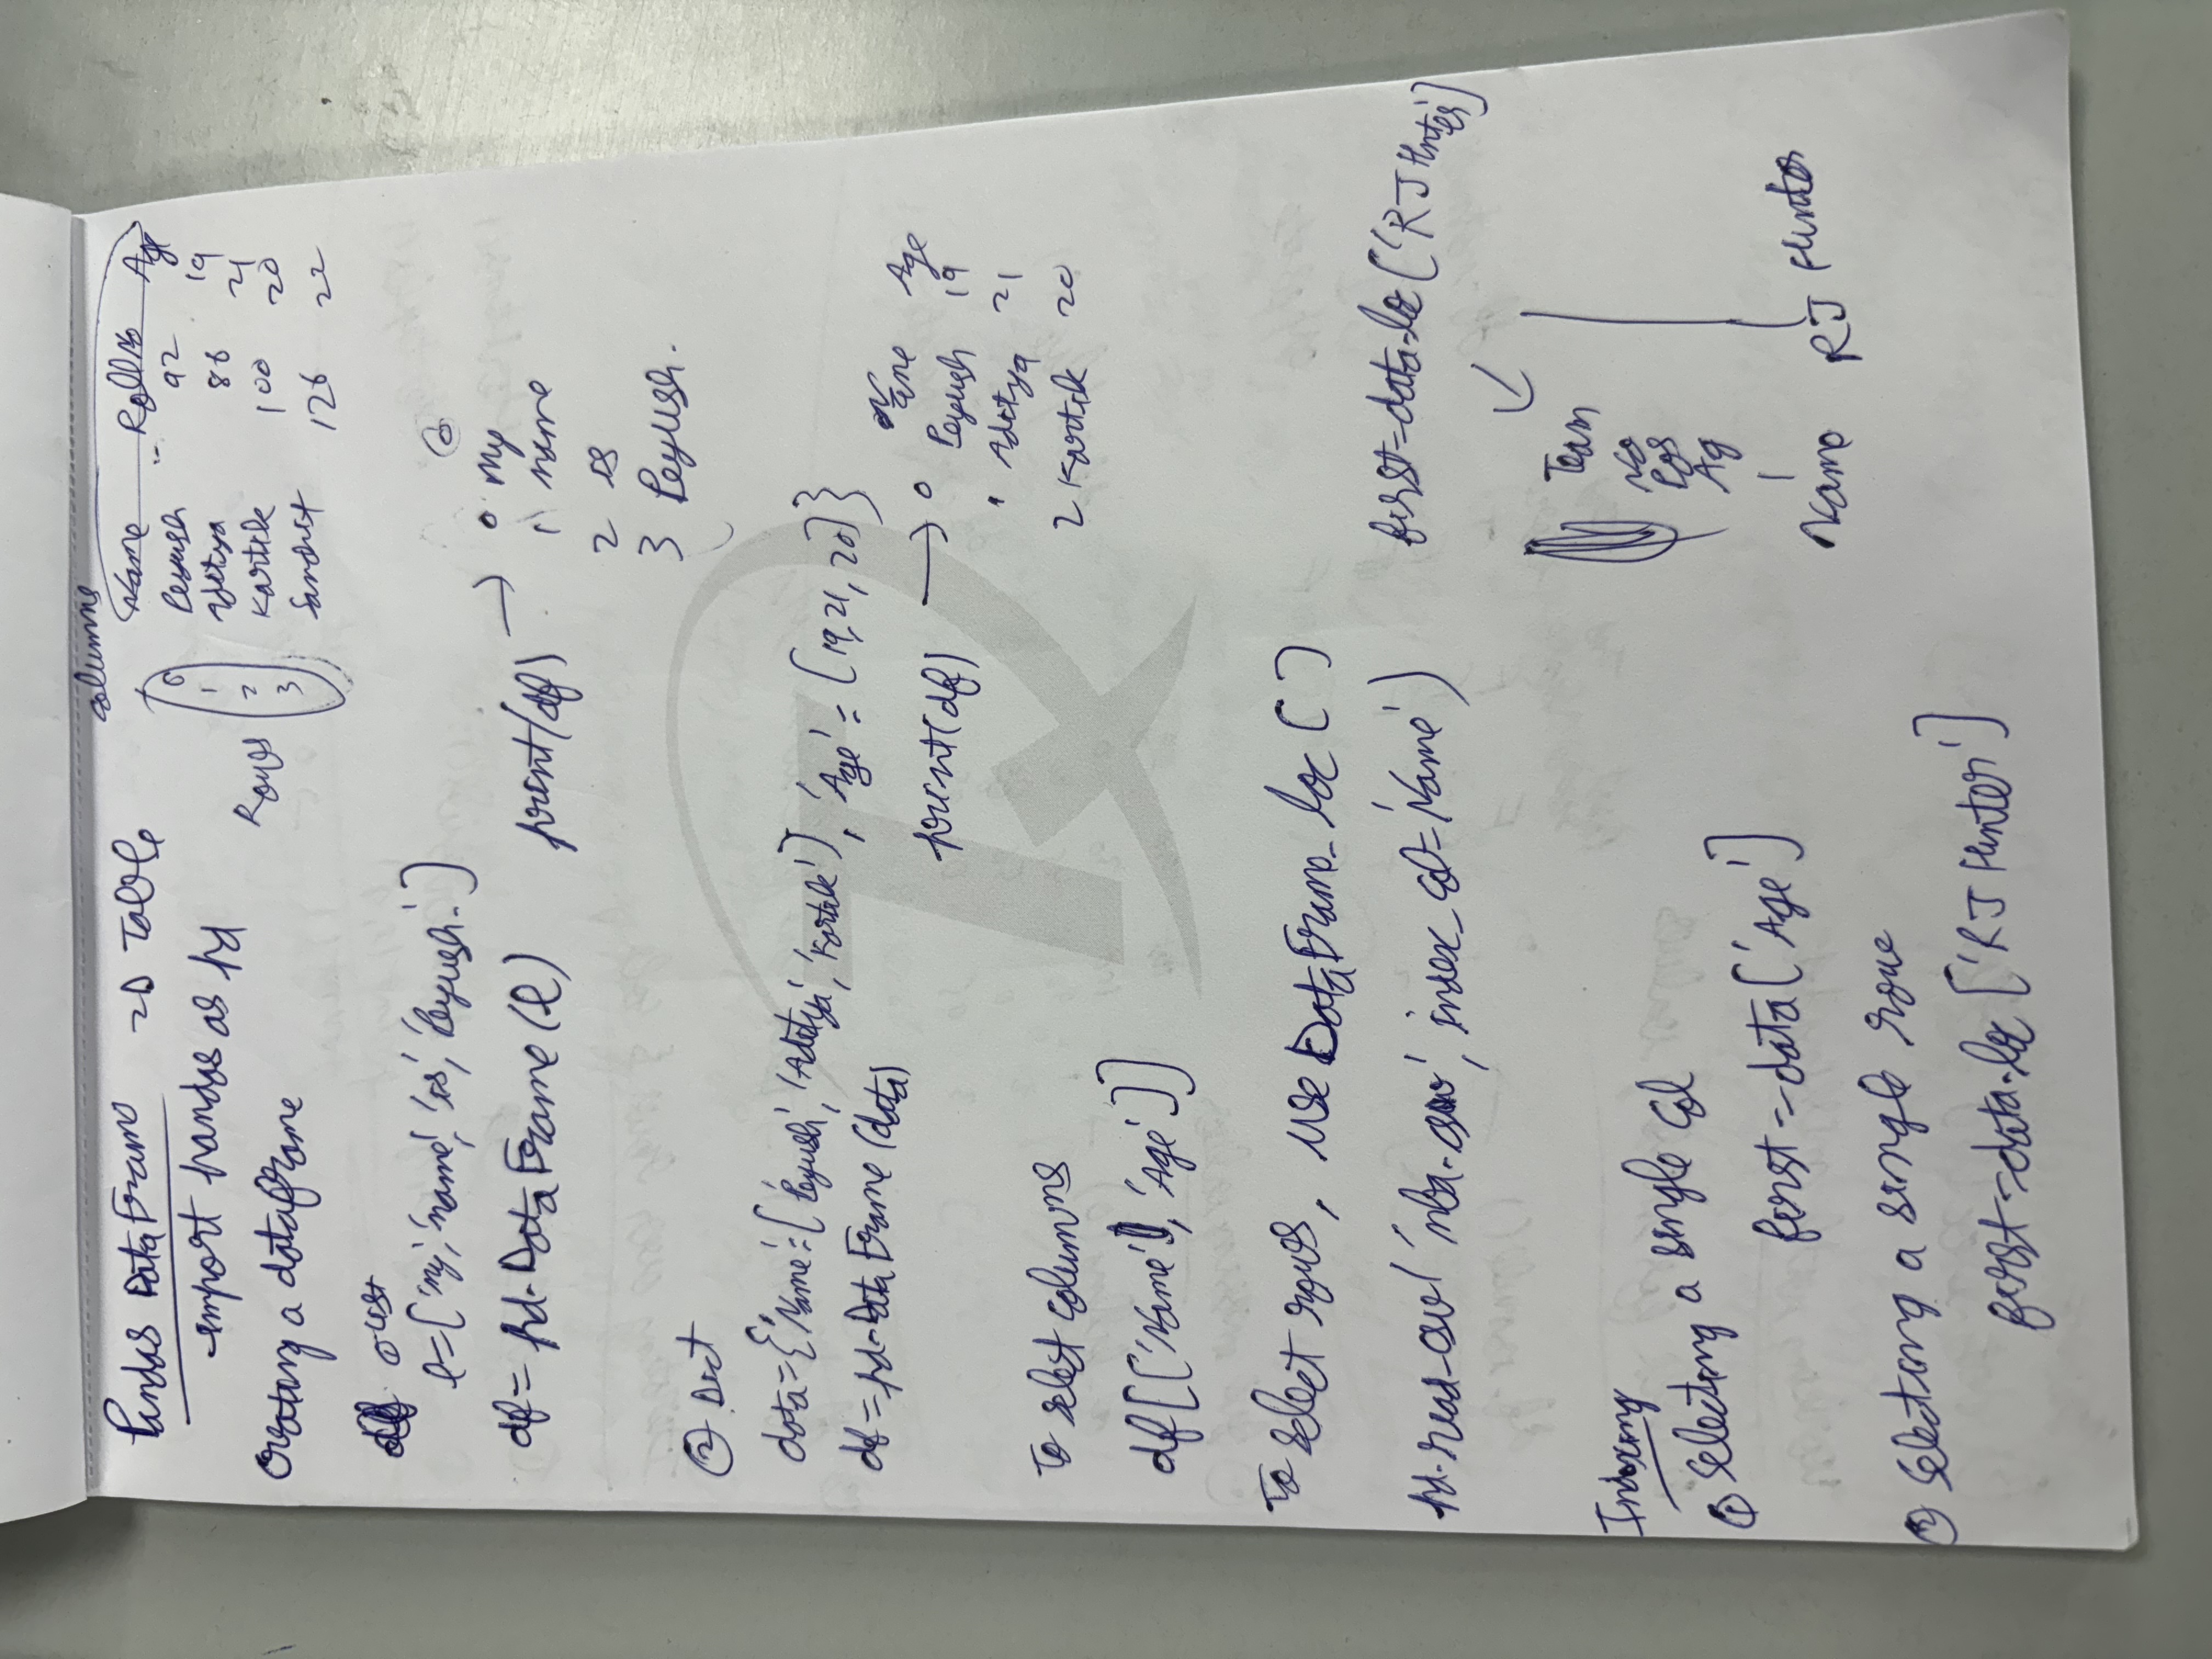 Pandas DataFrame 2D Table
import pandas as pd
Creating a dataframe
columns
Name Roll No Age
Rows
0 Peyush 92 19
1 Aditya 86 21
2 Kartik 100 20
3 Sanchit 126 22
① List
l=['my','name','is','Peyush.']
df= pd.DataFrame(l)
print(df) →
0
0 my
1 name
2 is
3 Peyush.
② Dict
data={'Name':['Peyush','Aditya','Kartik'], 'Age'=[19,21,20]}
df=pd.DataFrame(data)
print(df) →
Name Age
0 Peyush 19
1 Aditya 21
2 Kartik 20
To select columns
df[['Name','Age']]
To select rows, use DataFrame.loc[]
pd.read_csv('nba.csv', index_col='Name')
first=data.loc['RJ Hunter']
Team
No
Pos
Ag
Name RJ Hunter
Indexing
① Selecting a single col
first=data['Age']
② Selecting a single row
first=data.loc['RJ Hunter']